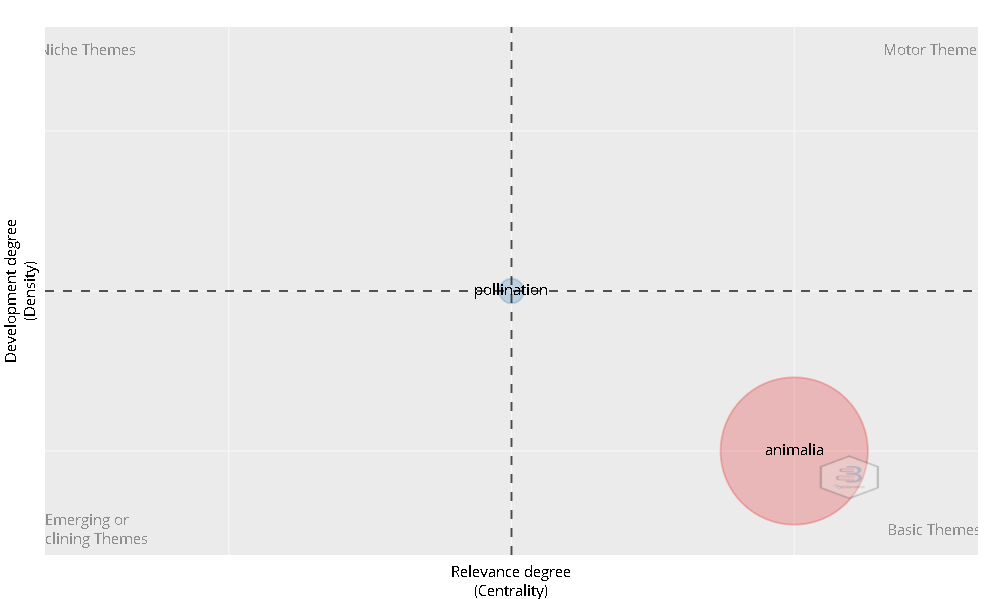 Niche Themes
Motor Theme
Development degree
(Density)
pollination
animalia
Emerging or
clining Themes
Basic Themes
Relevance degree
(Centrality)